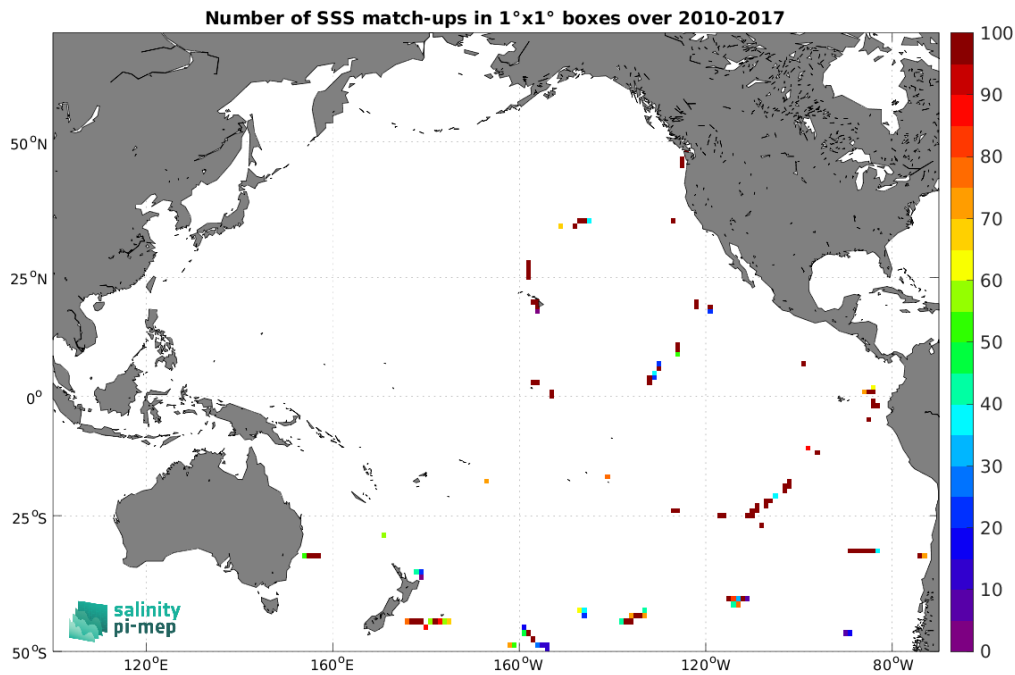 Number of SSS match-ups in 1°x1° boxes over 2010-2017
100
90
80
70
60
50
40
30
20
10
0
50°N
25°N
0°
25°S
50°S
120°E
160°E
160°W
120°W
80°W
salinity
pi-mep